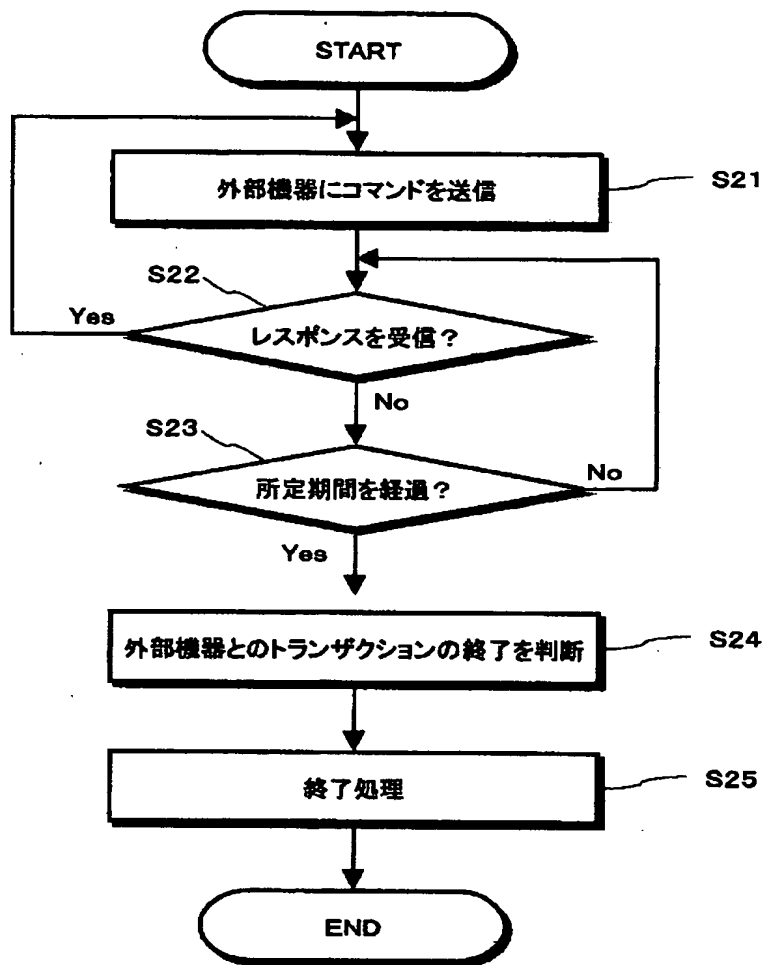 START
外部機器にコマンドを送信
S21
S22
Yes
レスポンスを受信？
No
S23
所定期間を経過？
No
Yes
外部機器とのトランザクションの終了を判断
S24
終了処理
S25
END